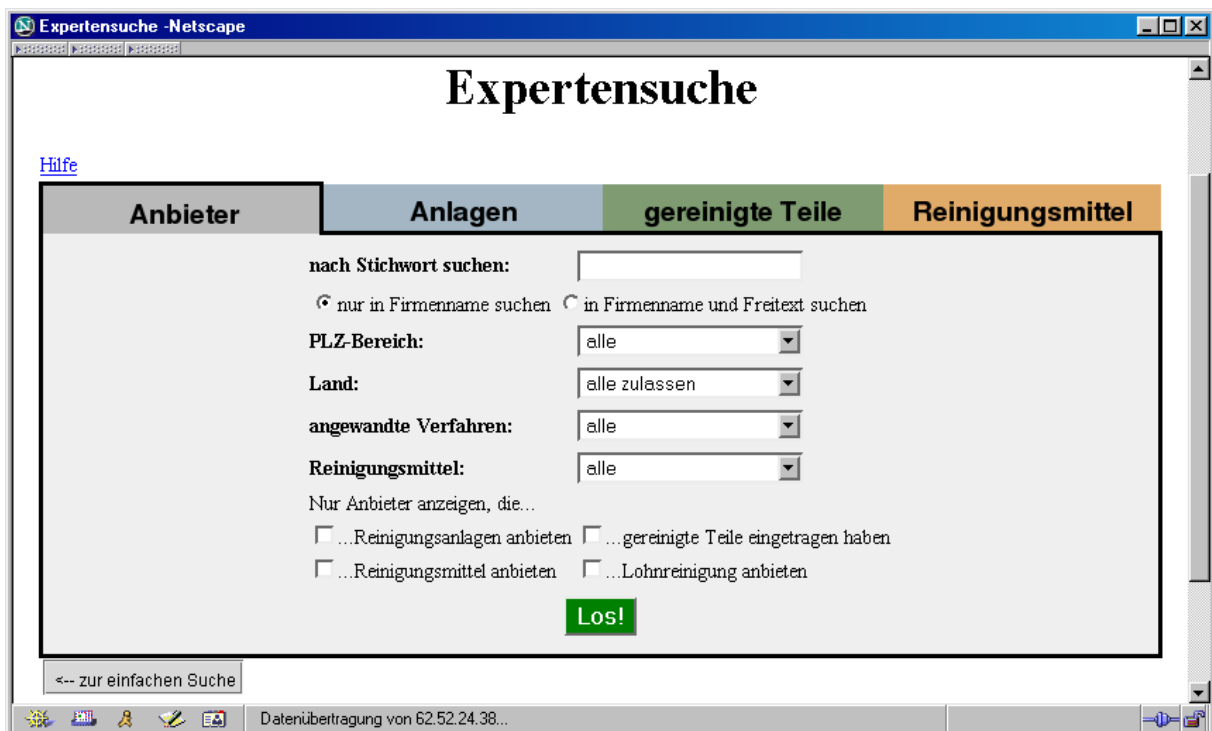 Expertensuche -Netscape
Expertensuche
Hilfe
Anbieter Anlagen gereinigte Teile Reinigungsmittel
nach Stichwort suchen:
nur in Firmenname suchen in Firmenname und Freitext suchen
PLZ-Bereich: alle
Land: alle zulassen
angewandte Verfahren: alle
Reinigungsmittel: alle
Nur Anbieter anzeigen, die...
...Reinigungsanlagen anbieten ...gereinigte Teile eingetragen haben
...Reinigungsmittel anbieten ...Lohnreinigung anbieten
Los!
<-- zur einfachen Suche
Datenübertragung von 62.52.24.38...